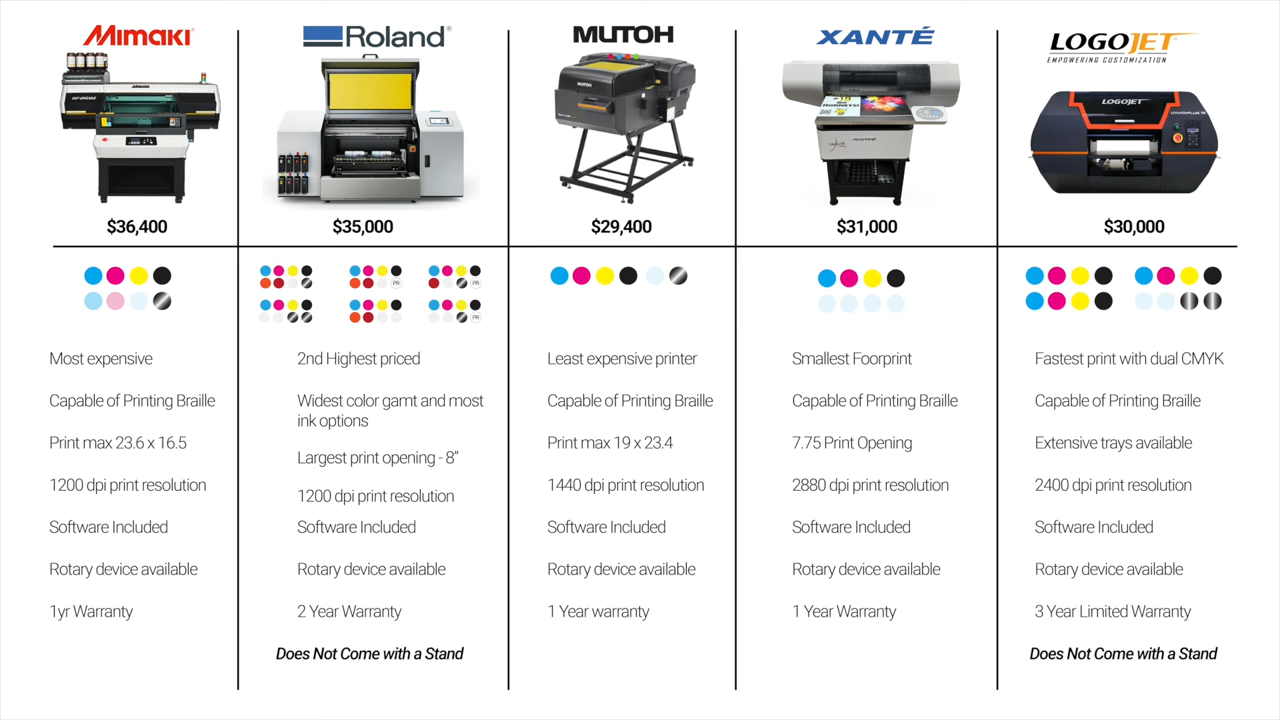 Mimaki
Roland
MUTOH
XANTÉ
LOGOJET
EMPOWERING CUSTOMIZATION
MUTOH
LOGOJET
$36,400
$35,000
$29,400
$31,000
$30,000
PR
PR
PR
Most expensive
Capable of Printing Braille
Print max 23.6 x 16.5
1200 dpi print resolution
Software Included
Rotary device available
1yr Warranty
2nd Highest priced
Widest color gamt and most
ink options
Largest print opening - 8”
1200 dpi print resolution
Software Included
Rotary device available
2 Year Warranty
Does Not Come with a Stand
Least expensive printer
Capable of Printing Braille
Print max 19 x 23.4
1440 dpi print resolution
Software Included
Rotary device available
1 Year warranty
Smallest Foorprint
Capable of Printing Braille
7.75 Print Opening
2880 dpi print resolution
Software Included
Rotary device available
1 Year Warranty
Fastest print with dual CMYK
Capable of Printing Braille
Extensive trays available
2400 dpi print resolution
Software Included
Rotary device available
3 Year Limited Warranty
Does Not Come with a Stand